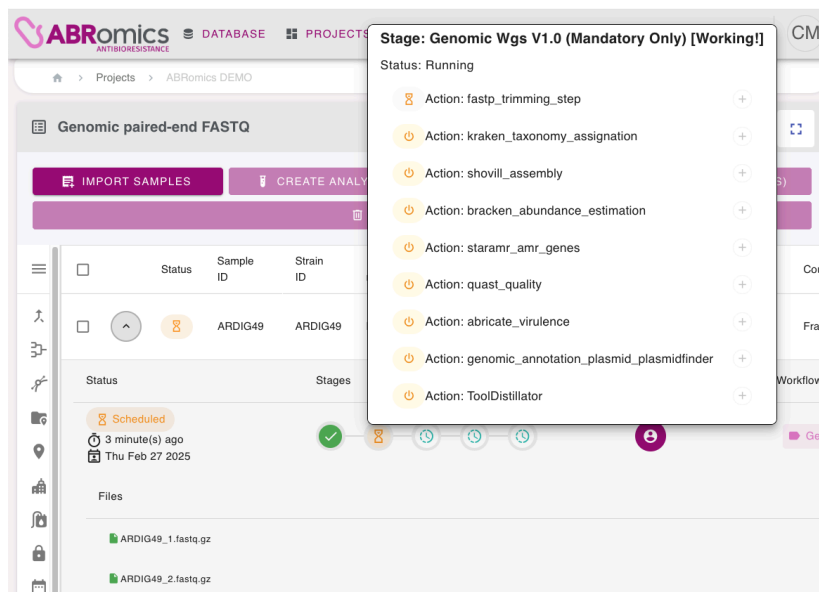 ABRomics
ANTIBIORESISTANCE
DATABASE
PROJECTS
CM
Projects
ABRomics DEMO
Stage: Genomic Wgs V1.0 (Mandatory Only) [Working!]
Status: Running
Action: fastp_trimming_step
Action: kraken_taxonomy_assignation
Action: shovill_assembly
Action: bracken_abundance_estimation
Action: staramr_amr_genes
Action: quast_quality
Action: abricate_virulence
Action: genomic_annotation_plasmid_plasmidfinder
Action: ToolDistillator
Genomic paired-end FASTQ
IMPORT SAMPLES
CREATE ANALY
S)
Status
Sample ID
Strain ID
Co
ARDIG49
ARDIG49
Fra
Status
Stages
Workflow
Scheduled
3 minute(s) ago
Thu Feb 27 2025
Ge
Files
ARDIG49_1.fastq.gz
ARDIG49_2.fastq.gz